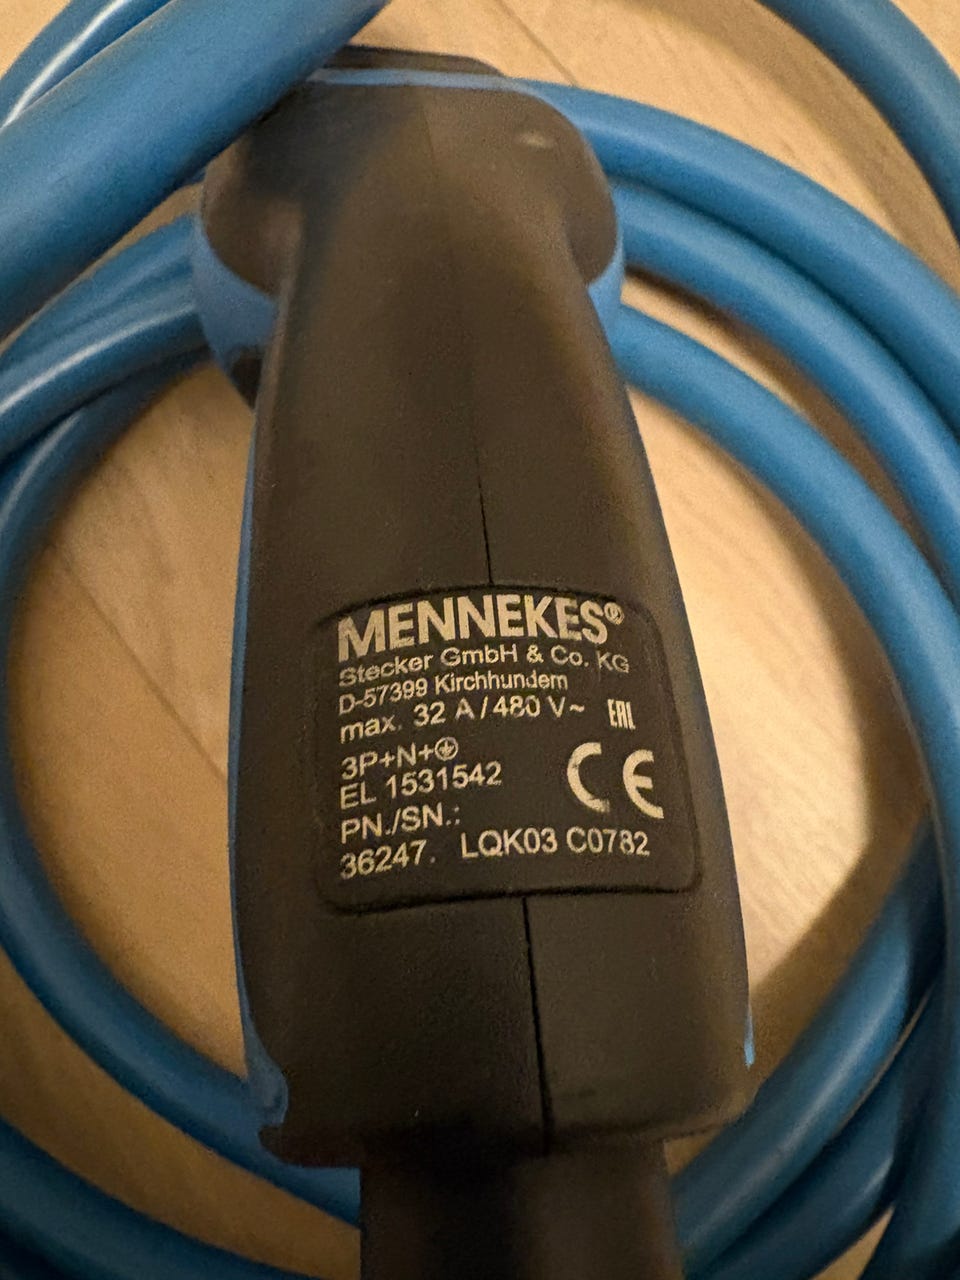 MENNEKES®
Stecker GmbH & Co. KG
D-57399 Kirchhundem
max. 32 A / 480 V~ EAC
3P+N+⏚
EL 1531542
CE
PN./SN.:
36247. LQK03 C0782